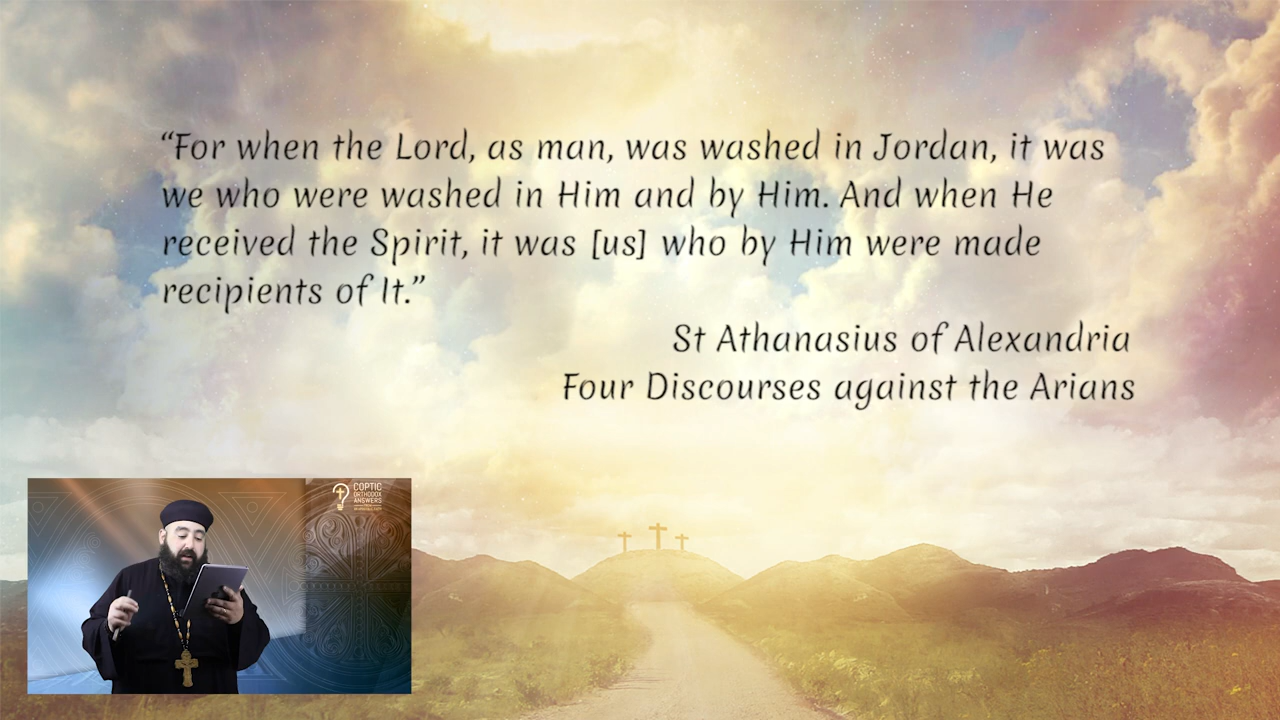 “For when the Lord, as man, was washed in Jordan, it was
we who were washed in Him and by Him. And when He
received the Spirit, it was [us] who by Him were made
recipients of It.”
St Athanasius of Alexandria
Four Discourses against the Arians
COPTIC
ORTHODOX
ANSWERS